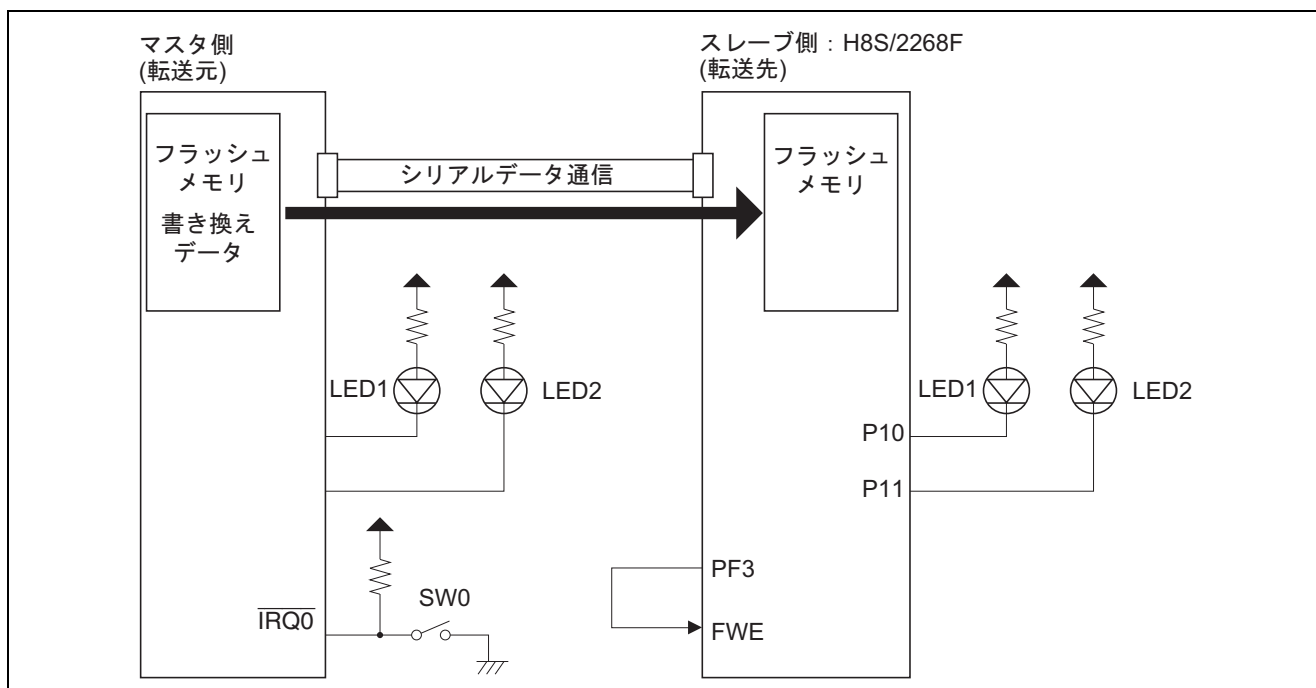 マスタ側
(転送元)
スレーブ側：H8S/2268F
(転送先)
フラッシュ
メモリ
書き換え
データ
シリアルデータ通信
フラッシュ
メモリ
LED1
LED2
LED1
LED2
P10
P11
SW0
IRQ0
PF3
FWE